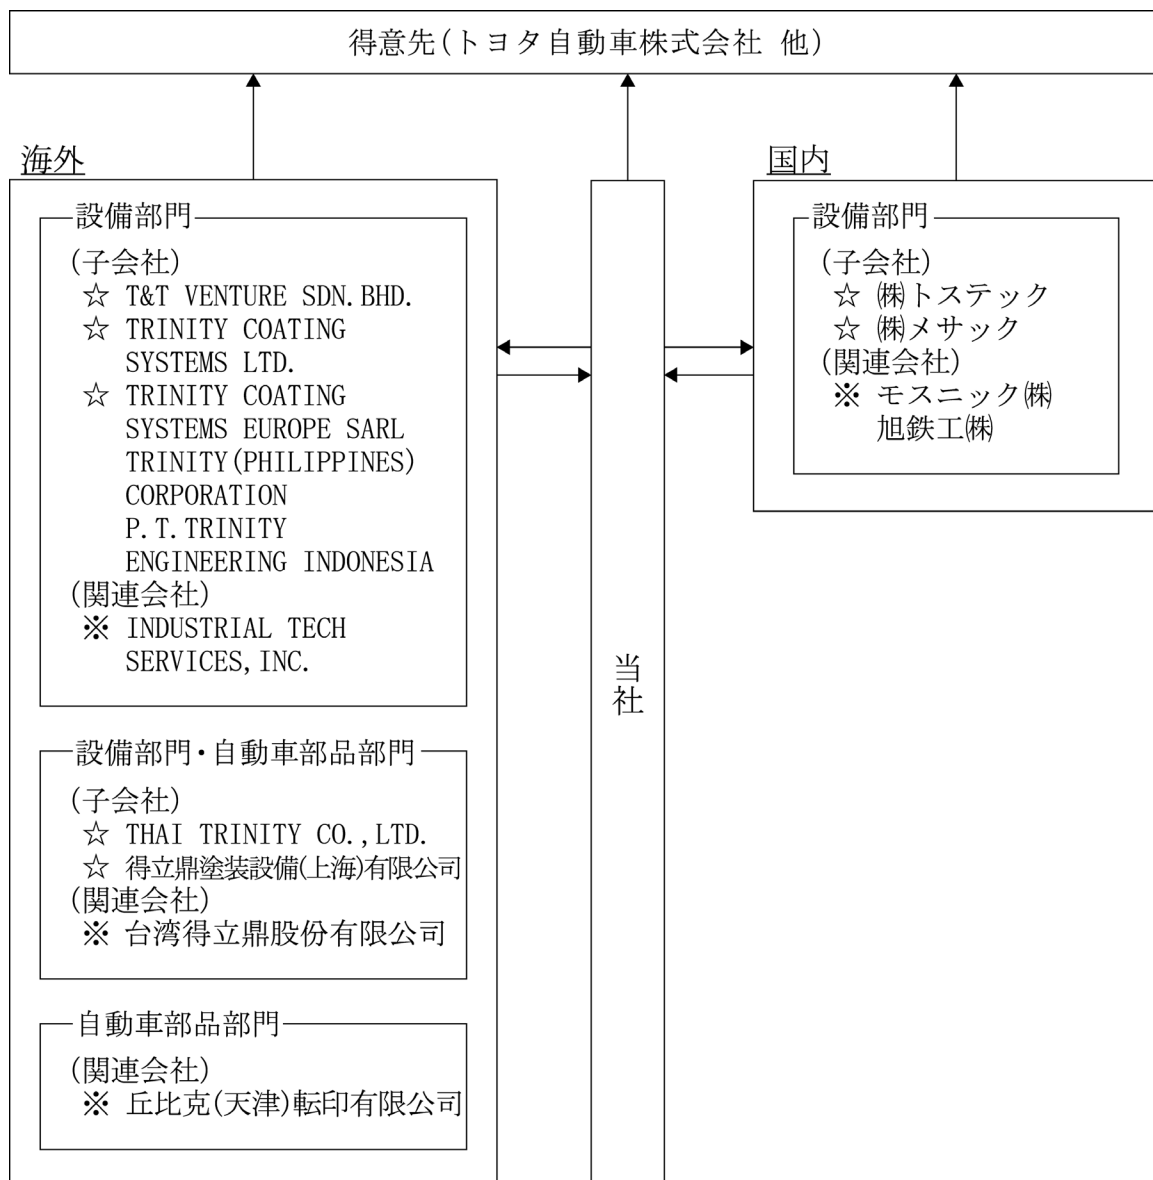 得意先(トヨタ自動車株式会社 他)
海外
設備部門
(子会社)
☆ T&T VENTURE SDN.BHD.
☆ TRINITY COATING
SYSTEMS LTD.
☆ TRINITY COATING
SYSTEMS EUROPE SARL
TRINITY(PHILIPPINES)
CORPORATION
P.T.TRINITY
ENGINEERING INDONESIA
(関連会社)
※ INDUSTRIAL TECH
SERVICES,INC.
設備部門・自動車部品部門
(子会社)
☆ THAI TRINITY CO.,LTD.
☆ 得立鼎塗装設備(上海)有限公司
(関連会社)
※ 台湾得立鼎股份有限公司
自動車部品部門
(関連会社)
※ 丘比克(天津)転印有限公司
当社
国内
設備部門
(子会社)
☆ ㈱トステック
☆ ㈱メサック
(関連会社)
※ モスニック㈱
旭鉄工㈱